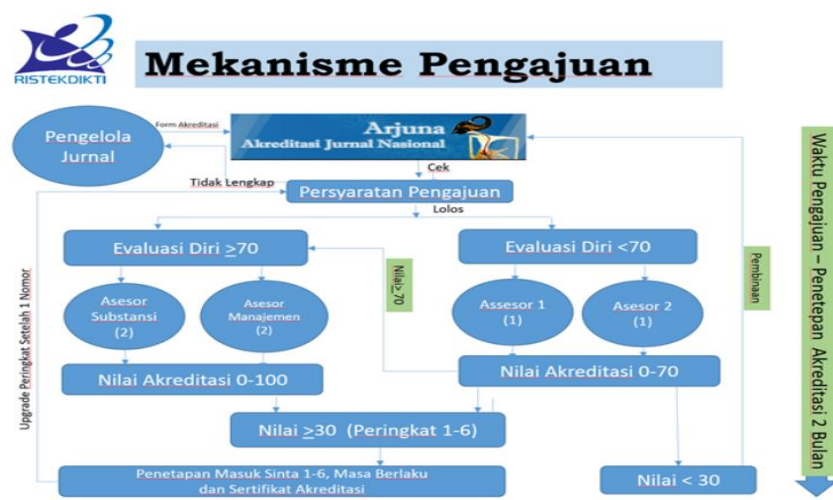 RISTEKDIKTI
Mekanisme Pengajuan
Pengelola
Jurnal
Form Akreditasi
Arjuna
Akreditasi Jurnal Nasional
Cek
Tidak Lengkap
Persyaratan Pengajuan
Lolos
Evaluasi Diri ≥70
Evaluasi Diri <70
Asesor
Substansi
(2)
Asesor
Manajemen
(2)
Nilai≥70
Assesor 1
(1)
Asesor 2
(1)
Nilai Akreditasi 0-100
Nilai Akreditasi 0-70
Nilai ≥30 (Peringkat 1-6)
Penetapan Masuk Sinta 1-6, Masa Berlaku
dan Sertifikat Akreditasi
Nilai < 30
Upgrade Peringkat Setelah 1 Nomor
Pembinaan
Waktu Pengajuan – Penetepan Akreditasi 2 Bulan